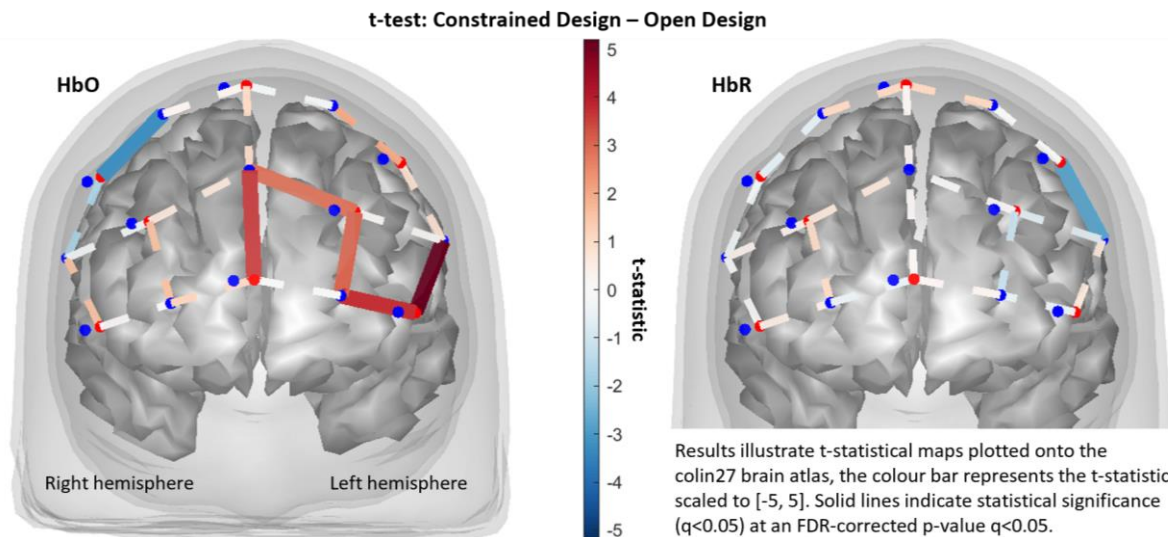 t-test: Constrained Design – Open Design
HbO
HbR
5
4
3
2
1
0
-1
-2
-3
-4
-5
t-statistic
Right hemisphere
Left hemisphere
Results illustrate t-statistical maps plotted onto the
colin27 brain atlas, the colour bar represents the t-statistic
scaled to [-5, 5]. Solid lines indicate statistical significance
(q<0.05) at an FDR-corrected p-value q<0.05.